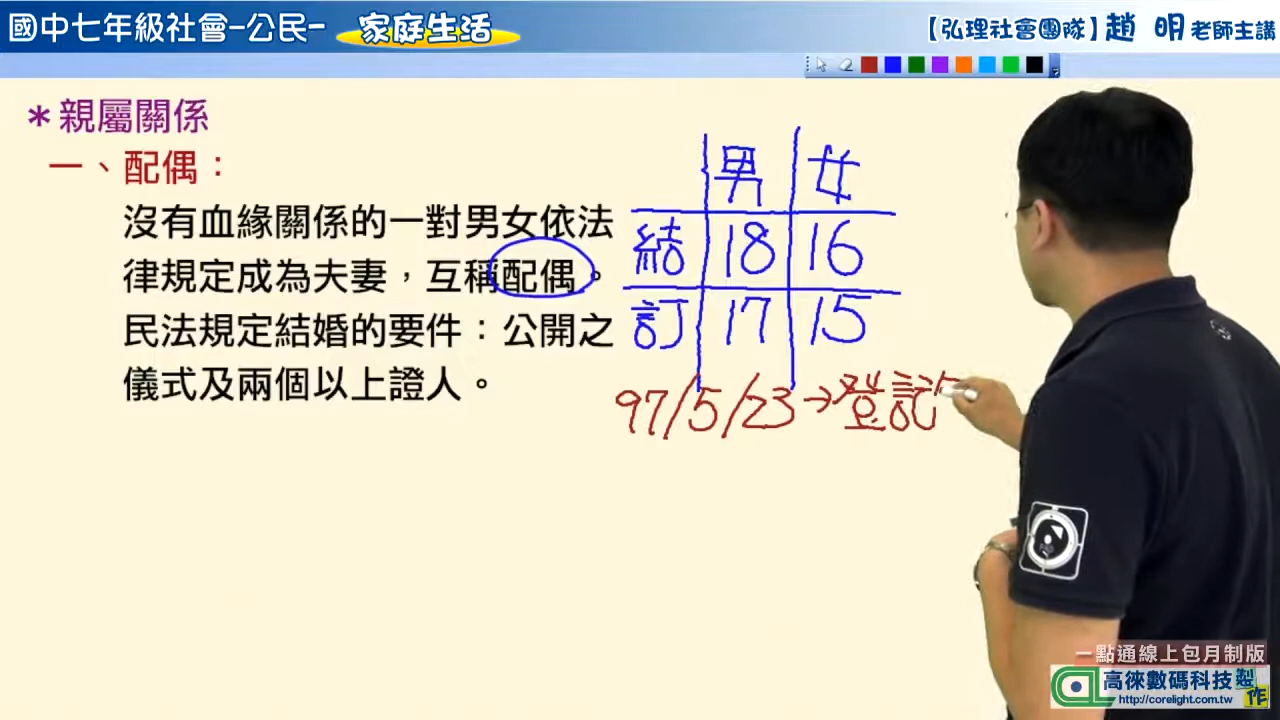 國中七年級社會-公民- 家庭生活 【弘理社會團隊】趙 明老師主講
＊親屬關係
一、配偶：
沒有血緣關係的一對男女依法
律規定成為夫妻，互稱配偶。
民法規定結婚的要件：公開之
儀式及兩個以上證人。
男 女
結 18 16
訂 17 15
97/5/23→登記
一點通線上包月制版
高徠數碼科技製作
http://corelight.com.tw